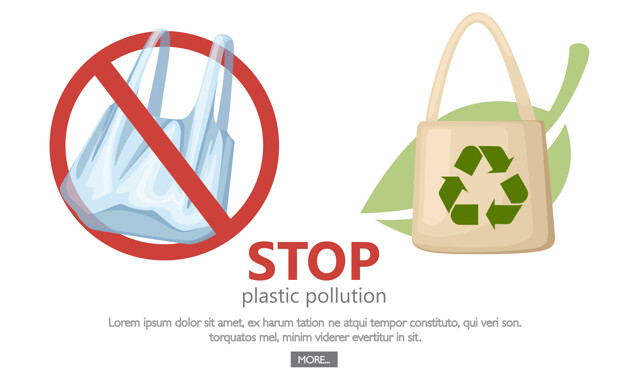 STOP
plastic pollution
Lorem ipsum dolor sit amet, ex harum tation ne atqui tempor constituto, qui veri son.
torquatos mel, minim viderer evertitur in sit.
MORE...